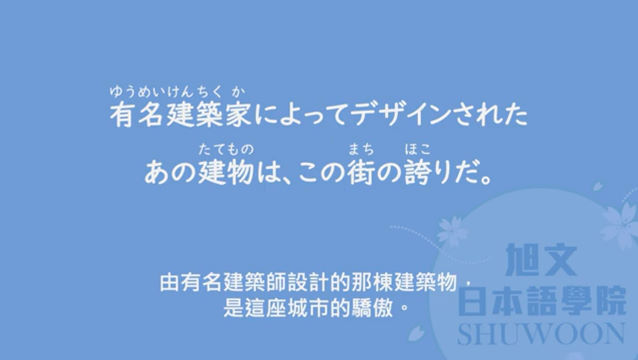 ゆうめいけんちくか
有名建築家によってデザインされた
たてもの まち ほこ
あの建物は、この街の誇りだ。
由有名建築師設計的那棟建築物，
是這座城市的驕傲。
旭文
日本語學院
SHUWOON